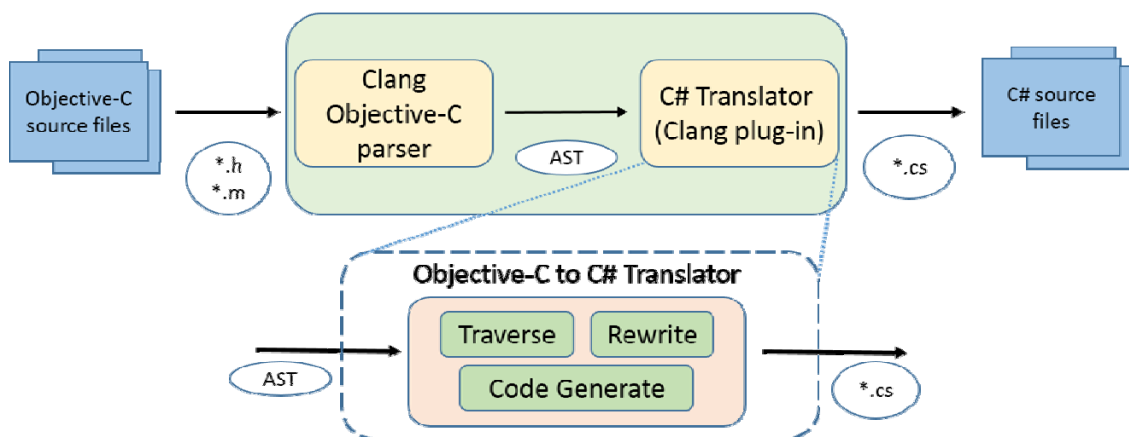 Objective-C
source files
*.h
*.m
Clang
Objective-C
parser
AST
C# Translator
(Clang plug-in)
*.cs
C# source
files
Objective-C to C# Translator
AST
Traverse
Rewrite
Code Generate
*.cs